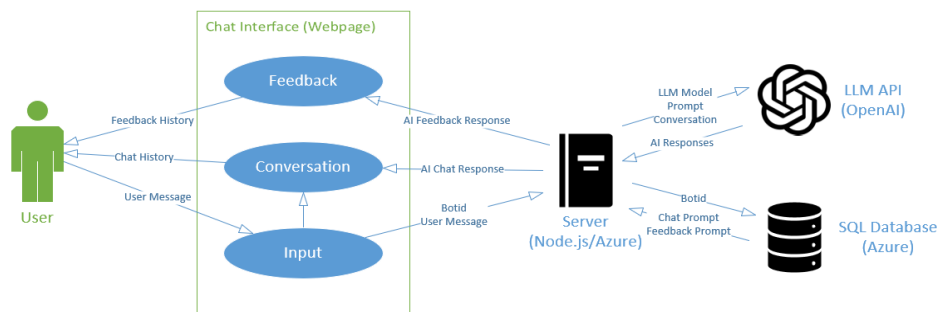 Chat Interface (Webpage)
Feedback
Feedback History
AI Feedback Response
LLM Model
Prompt
Conversation
LLM API
(OpenAI)
AI Responses
Chat History
Conversation
AI Chat Response
User
User Message
Input
Botid
User Message
Server
(Node.js/Azure)
Botid
Chat Prompt
Feedback Prompt
SQL Database
(Azure)